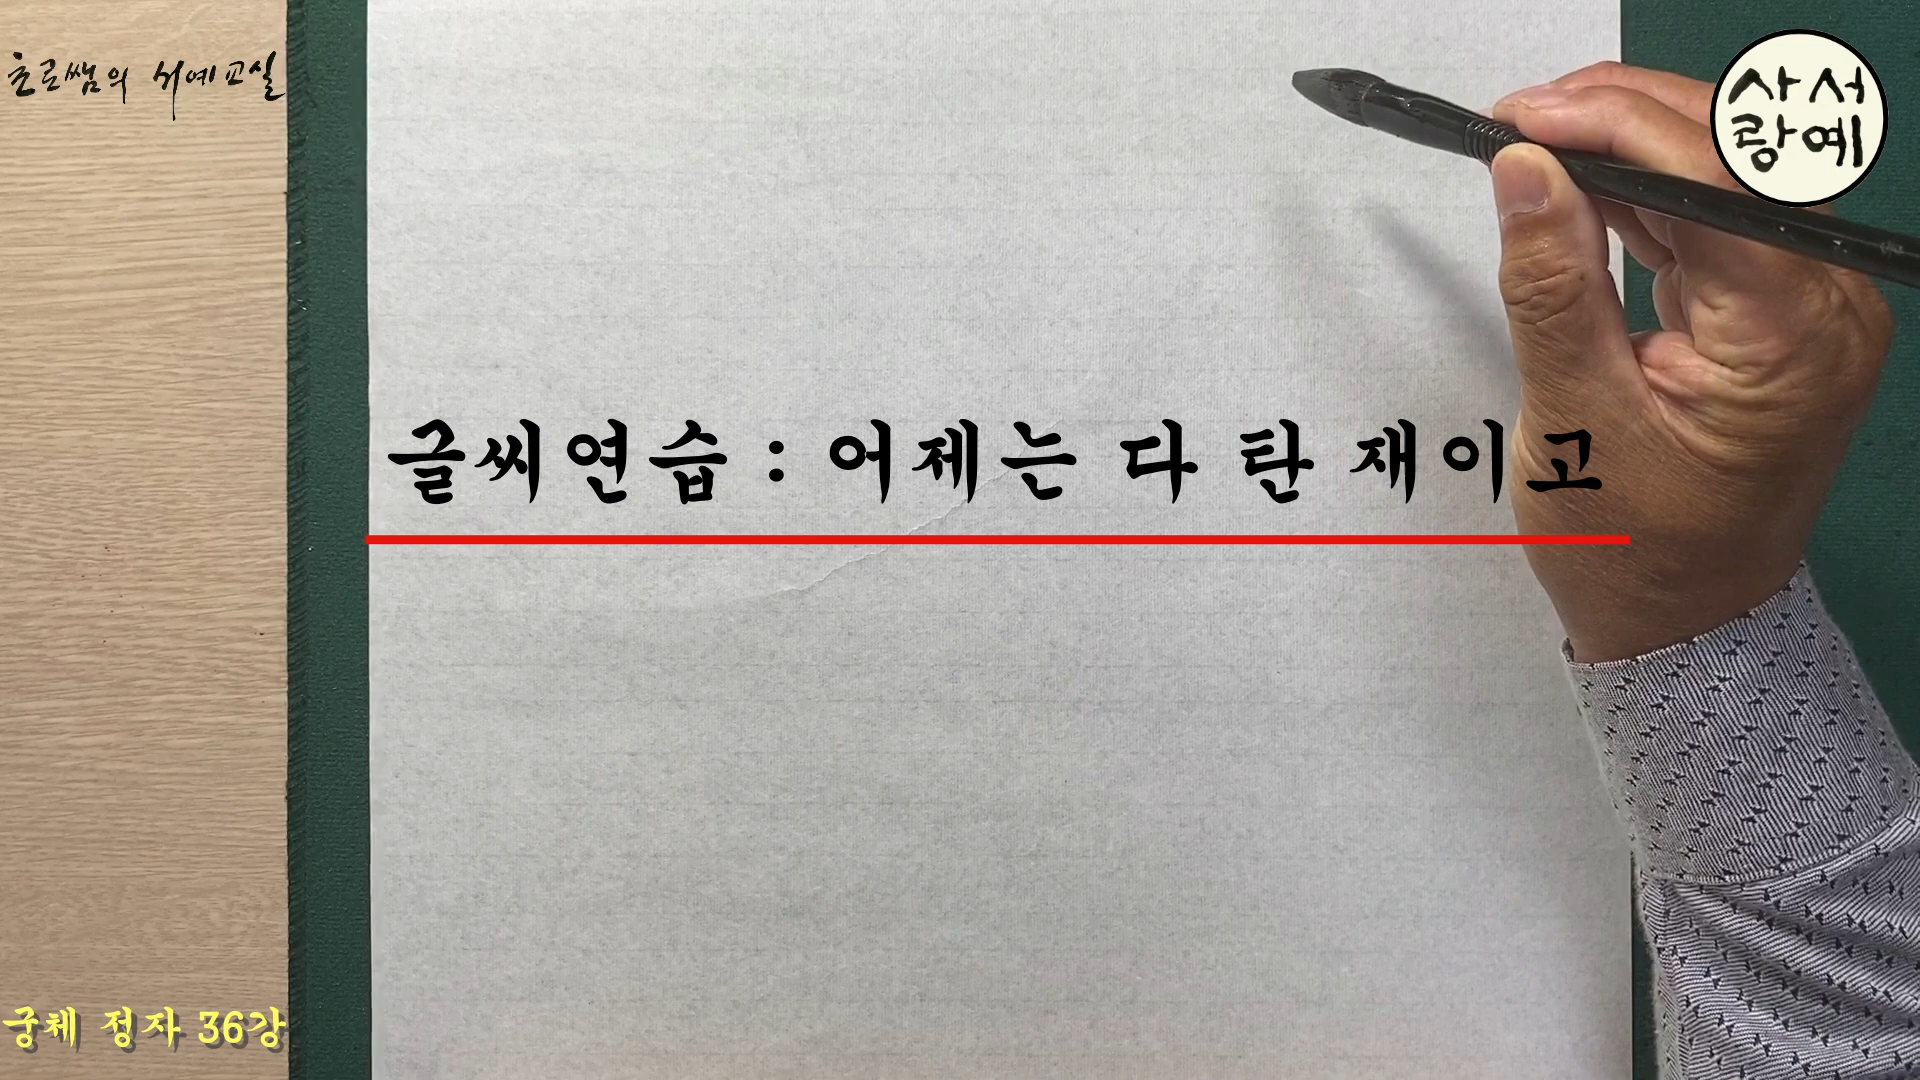 초로쌤의 서예교실
서예
사랑
글씨연습 : 어제는 다 탄 재이고
궁체 정자 36강